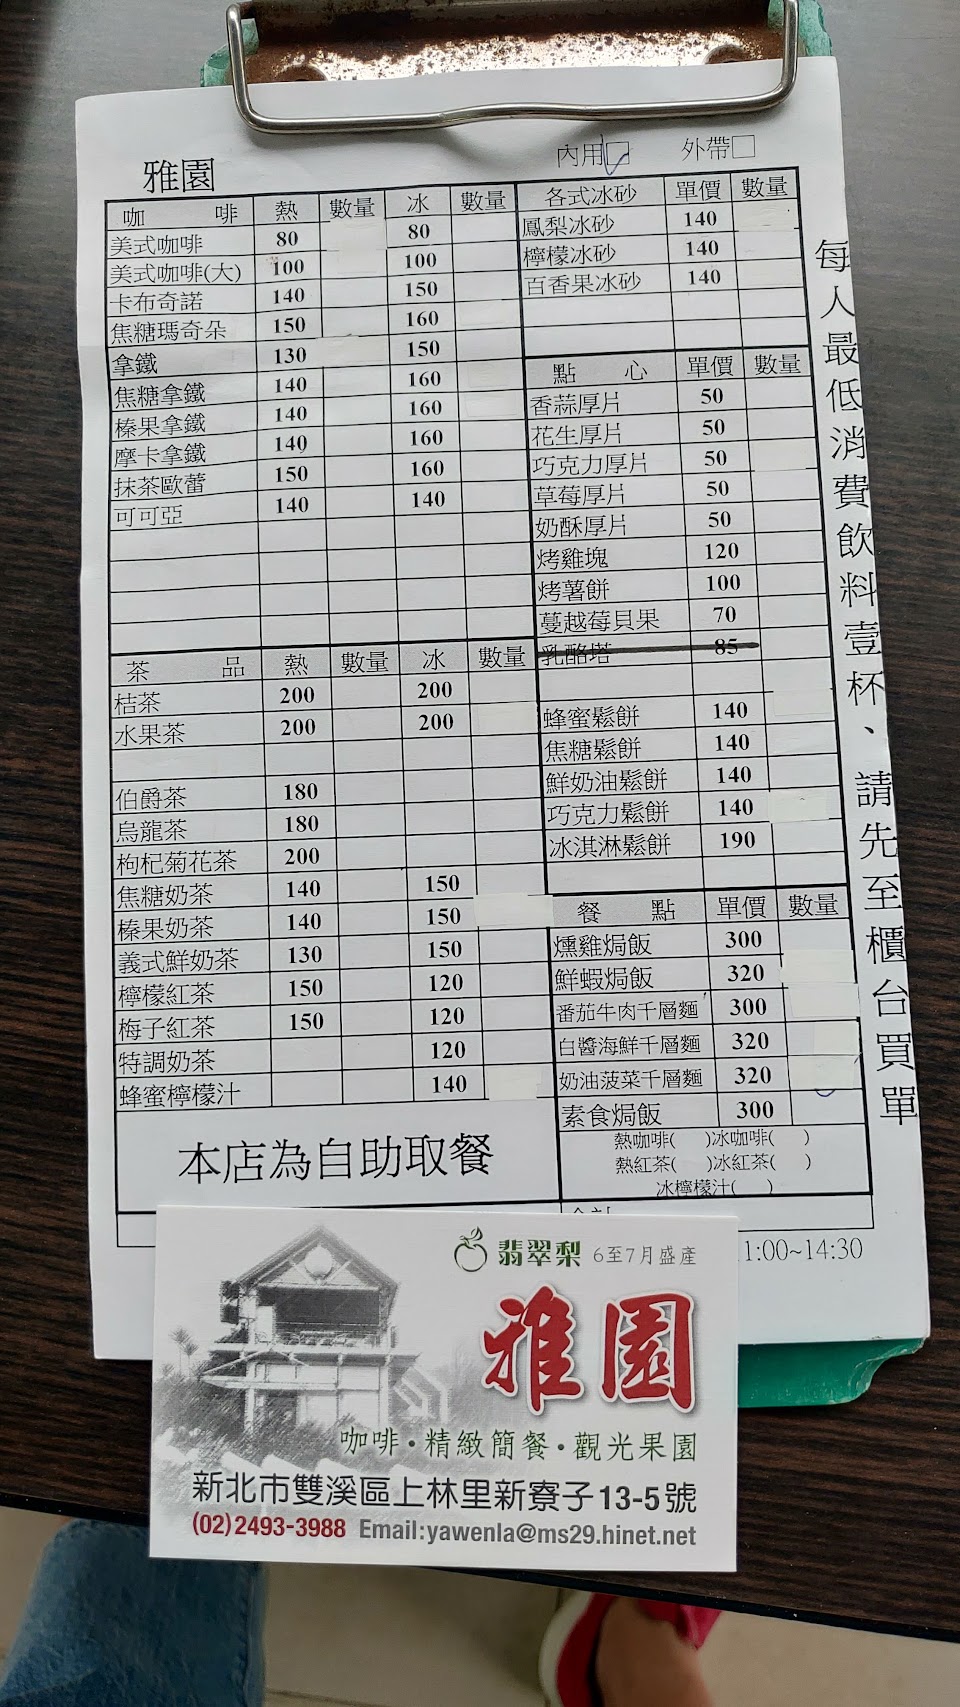 雅園
內用□ 外帶□
咖啡 熱 數量 冰 數量
美式咖啡 80 80
美式咖啡(大) 100 100
卡布奇諾 140 150
焦糖瑪奇朵 150 160
拿鐵 130 150
焦糖拿鐵 140 160
榛果拿鐵 140 160
摩卡拿鐵 140 160
抹茶歐蕾 150 160
可可亞 140 140
茶品 熱 數量 冰 數量
桔茶 200 200
水果茶 200 200
伯爵茶 180
烏龍茶 180
枸杞菊花茶 200
焦糖奶茶 140 150
榛果奶茶 140 150
義式鮮奶茶 130 150
檸檬紅茶 150 120
梅子紅茶 150 120
特調奶茶 120
蜂蜜檸檬汁 140
本店為自助取餐
各式冰砂 單價 數量
鳳梨冰砂 140
檸檬冰砂 140
百香果冰砂 140
點心 單價 數量
香蒜厚片 50
花生厚片 50
巧克力厚片 50
草莓厚片 50
奶酥厚片 50
烤雞塊 120
烤薯餅 100
蔓越莓貝果 70
乳酪塔 85
蜂蜜鬆餅 140
焦糖鬆餅 140
鮮奶油鬆餅 140
巧克力鬆餅 140
冰淇淋鬆餅 190
餐點 單價 數量
燻雞焗飯 300
鮮蝦焗飯 320
番茄牛肉千層麵 300
白醬海鮮千層麵 320
奶油菠菜千層麵 320
素食焗飯 300
熱咖啡( )冰咖啡( )
熱紅茶( )冰紅茶( )
冰檸檬汁( )
1:00~14:30
每人最低消費飲料壹杯、請先至櫃台買單
翡翠梨 6至7月盛產
雅園
咖啡·精緻簡餐·觀光果園
新北市雙溪區上林里新寮子13-5號
(02)2493-3988 Email:yawenla@ms29.hinet.net